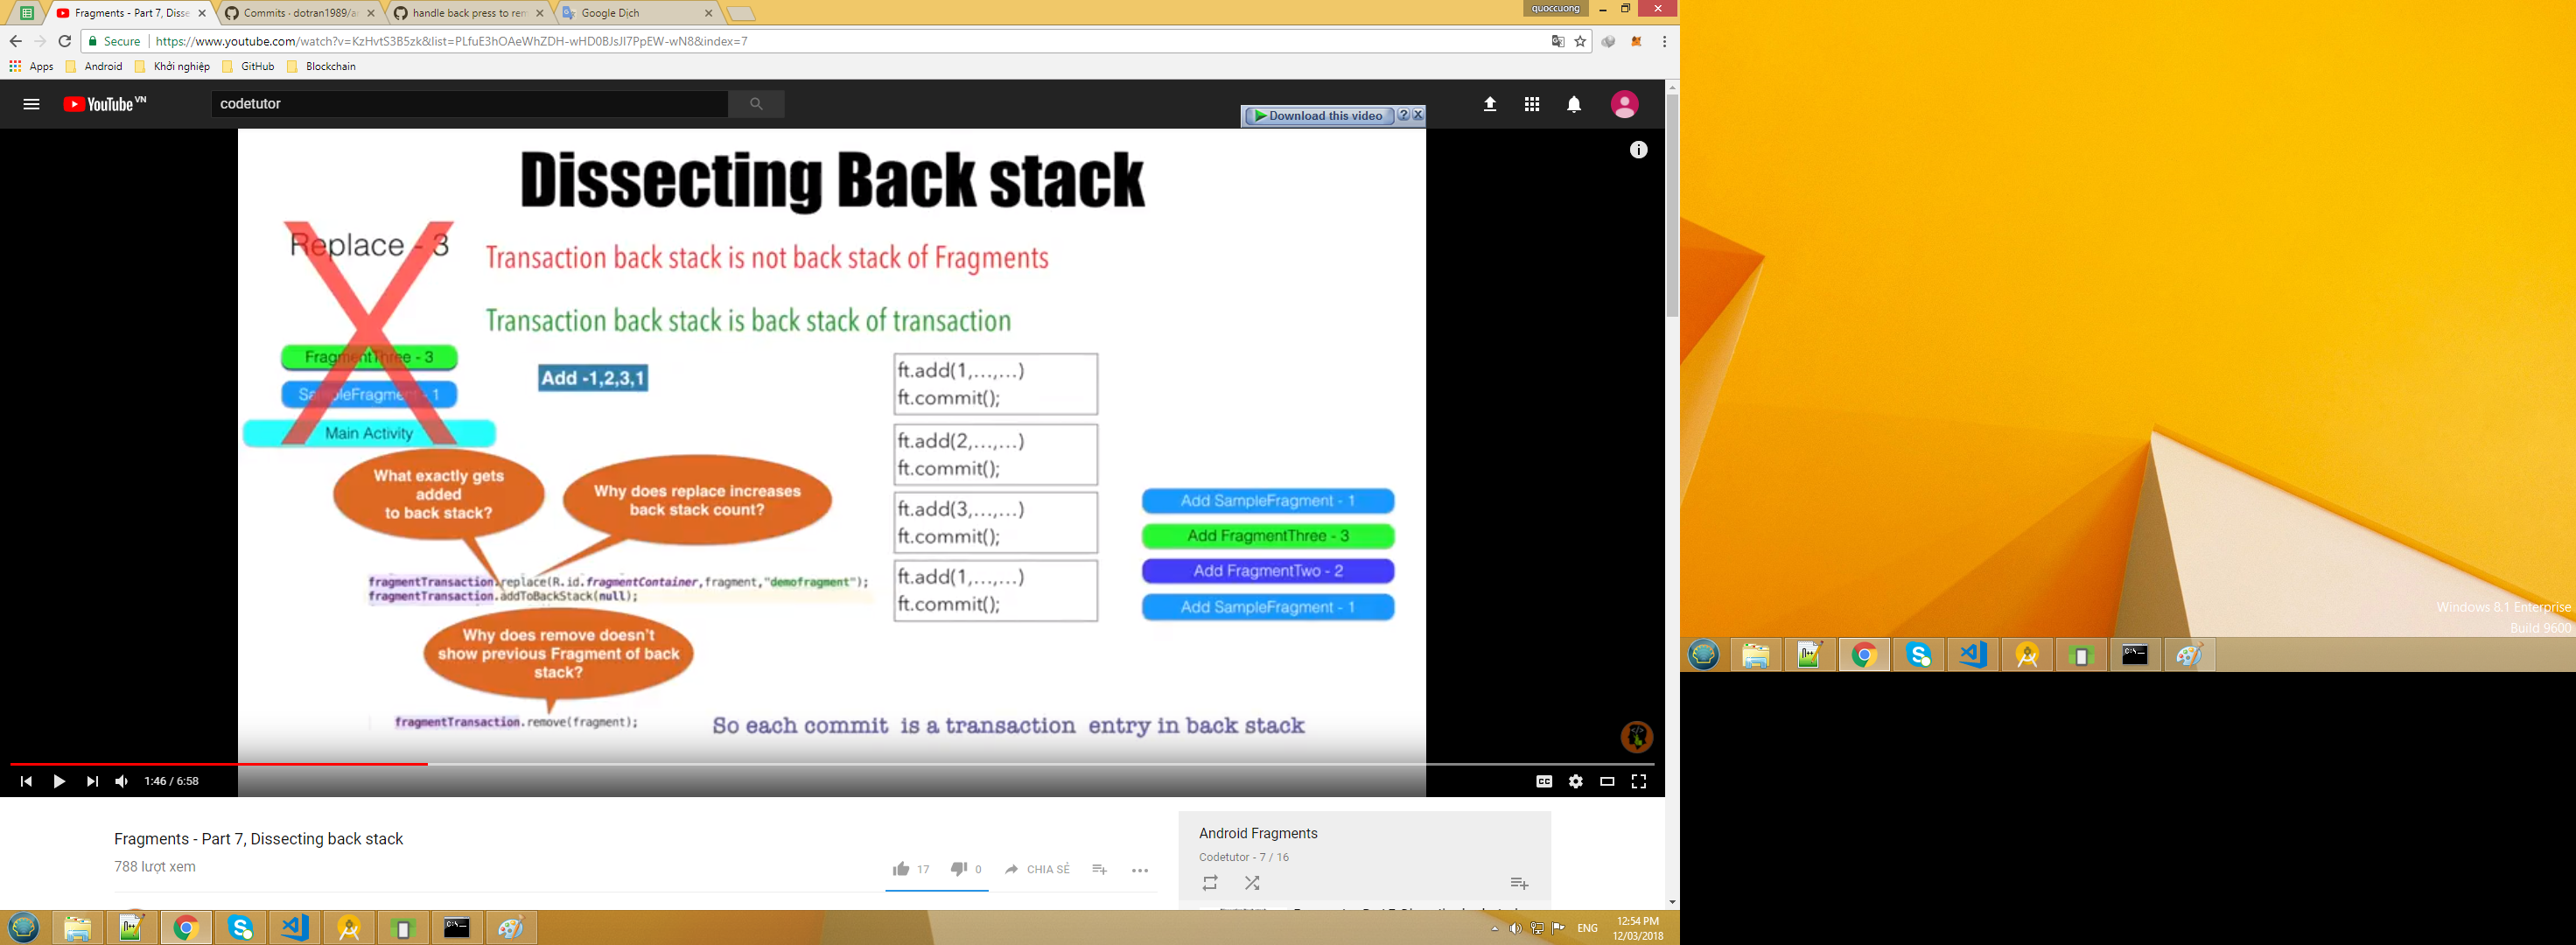 Fragments - Part 7, Disse
Commits · dotran1989/a
handle back press to rem
Google Dịch
quoccuong
Secure
https://www.youtube.com/watch?v=KzHvtS3B5zk&list=PLfuE3hOAeWhZDH-wHD0BJsJl7PpEW-wN8&index=7
Apps
Android
Khởi nghiệp
GitHub
Blockchain
YouTube VN
codetutor
Download this video
?
Dissecting Back stack
Replace - 3
Transaction back stack is not back stack of Fragments
Transaction back stack is back stack of transaction
FragmentThree - 3
SampleFragment - 1
Main Activity
Add -1,2,3,1
ft.add(1,...,...)
ft.commit();
ft.add(2,...,...)
ft.commit();
ft.add(3,...,...)
ft.commit();
ft.add(1,...,...)
ft.commit();
What exactly gets
added
to back stack?
Why does replace increases
back stack count?
Add SampleFragment - 1
Add FragmentThree - 3
Add FragmentTwo - 2
Add SampleFragment - 1
fragmentTransaction.replace(R.id.fragmentContainer,fragment,"demofragment");
fragmentTransaction.addToBackStack(null);
Why does remove doesn't
show previous Fragment of back
stack?
fragmentTransaction.remove(fragment);
So each commit is a transaction entry in back stack
1:46 / 6:58
CC
Fragments - Part 7, Dissecting back stack
788 lượt xem
17
0
CHIA SẺ
Android Fragments
Codetutor - 7 / 16
ENG
12:54 PM
12/03/2018
Windows 8.1 Enterprise
Build 9600